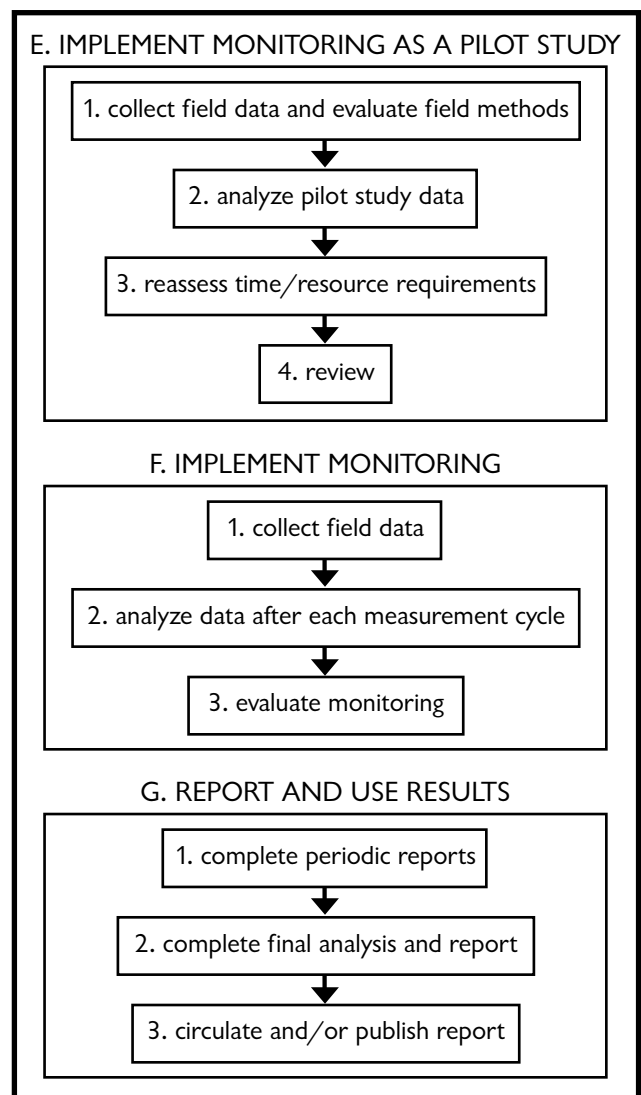 E. IMPLEMENT MONITORING AS A PILOT STUDY
1. collect field data and evaluate field methods
2. analyze pilot study data
3. reassess time/resource requirements
4. review
F. IMPLEMENT MONITORING
1. collect field data
2. analyze data after each measurement cycle
3. evaluate monitoring
G. REPORT AND USE RESULTS
1. complete periodic reports
2. complete final analysis and report
3. circulate and/or publish report